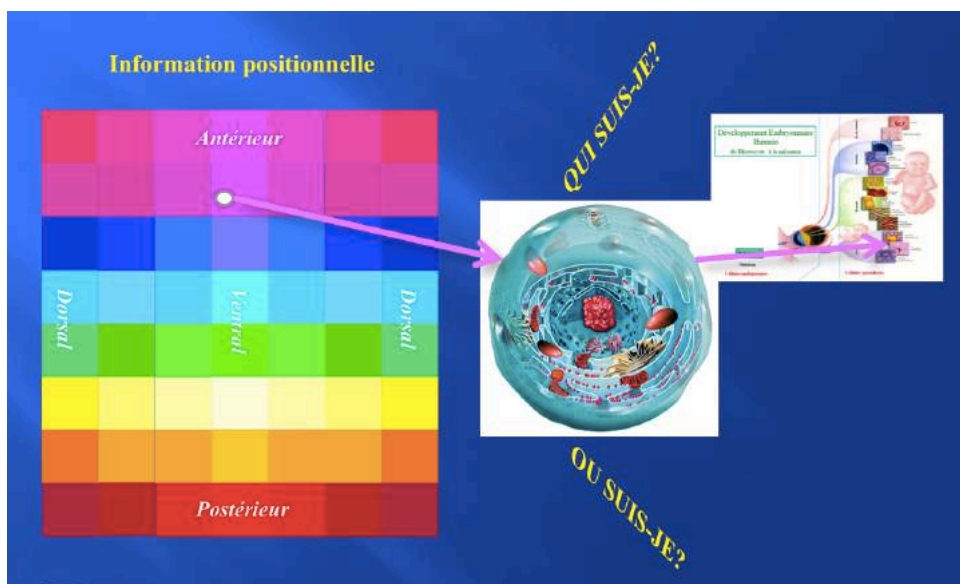 Information positionnelle
Antérieur
Dorsal
Ventral
Dorsal
Postérieur
QUI SUIS-JE?
OU SUIS-JE?
Développement Embryonnaire
Humain